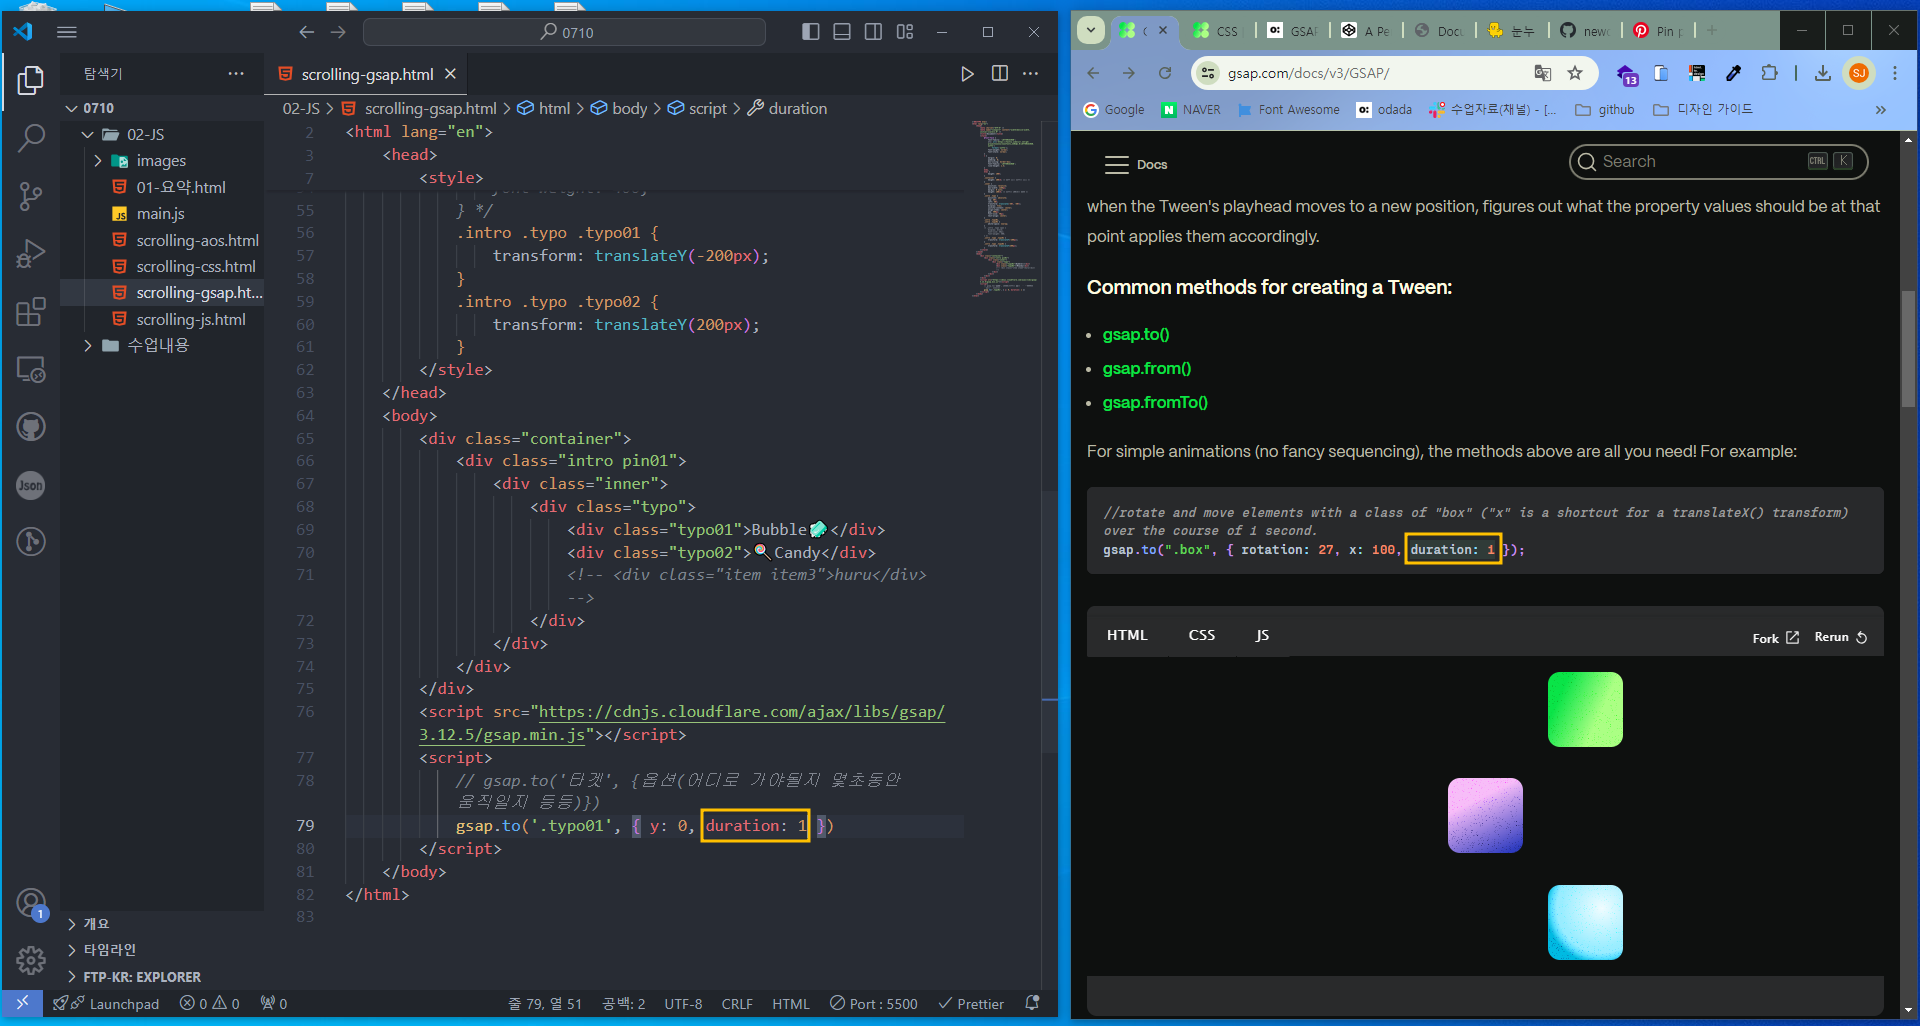 0710
탐색기
0710
02-JS
images
01-요약.html
main.js
scrolling-aos.html
scrolling-css.html
scrolling-gsap.ht...
scrolling-js.html
수업내용
개요
타임라인
FTP-KR: EXPLORER
Json
1
scrolling-gsap.html
02-JS > scrolling-gsap.html > html > body > script > duration
2 <html lang="en">
3 <head>
7 <style>
55 } */
56 .intro .typo .typo01 {
57 transform: translateY(-200px);
58 }
59 .intro .typo .typo02 {
60 transform: translateY(200px);
61 }
62 </style>
63 </head>
64 <body>
65 <div class="container">
66 <div class="intro pin01">
67 <div class="inner">
68 <div class="typo">
69 <div class="typo01">Bubble🧼</div>
70 <div class="typo02">🍭Candy</div>
71 <!-- <div class="item item3">huru</div>
-->
72 </div>
73 </div>
74 </div>
75 </div>
76 <script src="https://cdnjs.cloudflare.com/ajax/libs/gsap/
3.12.5/gsap.min.js"></script>
77 <script>
78 // gsap.to('타겟', {옵션(어디로 가야될지 몇초동안
움직일지 등등)})
79 gsap.to('.typo01', { y: 0, duration: 1 })
80 </script>
81 </body>
82 </html>
83
Launchpad 0 0 0 줄 79, 열 51 공백: 2 UTF-8 CRLF HTML Port : 5500 Prettier
CSS GSA A Pe Doc 눈누 new Pin
gsap.com/docs/v3/GSAP/
13
SJ
Google NAVER Font Awesome odada 수업자료(채널) - [... github 디자인 가이드
Docs
Search CTRL K
when the Tween's playhead moves to a new position, figures out what the property values should be at that
point applies them accordingly.
Common methods for creating a Tween:
gsap.to()
gsap.from()
gsap.fromTo()
For simple animations (no fancy sequencing), the methods above are all you need! For example:
//rotate and move elements with a class of "box" ("x" is a shortcut for a translateX() transform)
over the course of 1 second.
gsap.to(".box", { rotation: 27, x: 100, duration: 1 });
HTML CSS JS Fork Rerun